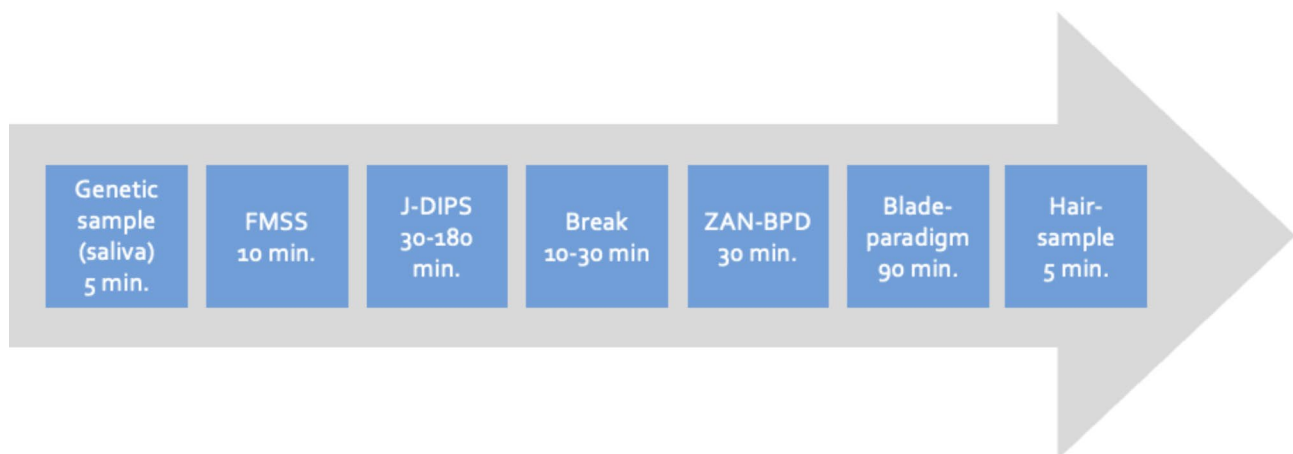 Genetic
sample
(saliva)
5 min.
FMSS
10 min.
J-DIPS
30-180
min.
Break
10-30 min
ZAN-BPD
30 min.
Blade-
paradigm
90 min.
Hair-
sample
5 min.